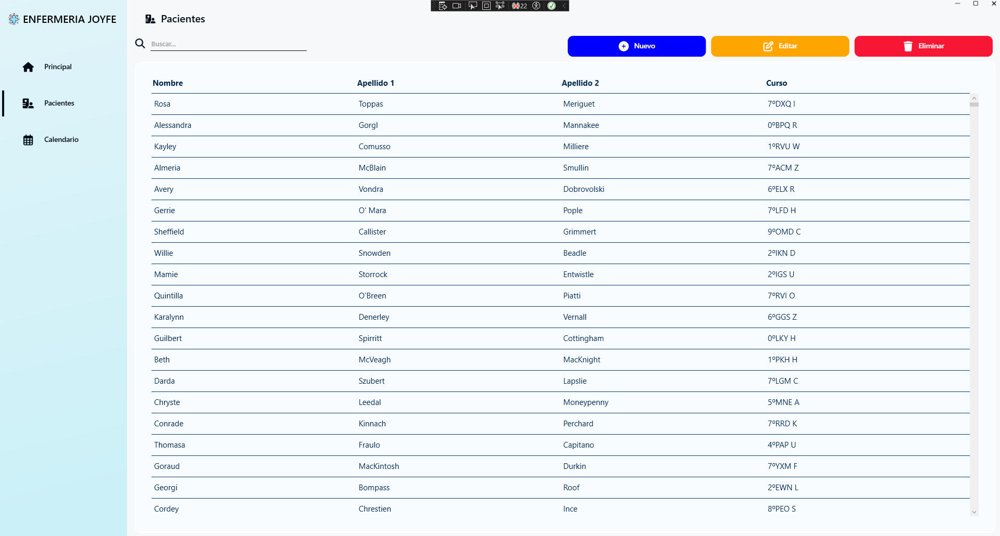 22
ENFERMERIA JOYFE
Pacientes
Buscar...
Nuevo
Editar
Eliminar
Principal
Pacientes
Calendario
Nombre Apellido 1 Apellido 2 Curso
Rosa Toppas Meriguet 7ºDXQ I
Alessandra Gorgl Mannakee 0ºBPQ R
Kayley Comusso Milliere 1ºRVU W
Almeria McBlain Smullin 7ºACM Z
Avery Vondra Dobrovolski 6ºELX R
Gerrie O' Mara Pople 7ºLFD H
Sheffield Callister Grimmert 9ºOMD C
Willie Snowden Beadle 2ºIKN D
Mamie Storrock Entwistle 2ºIGS U
Quintilla O'Breen Piatti 7ºRVI O
Karalynn Denerley Vernall 6ºGGS Z
Guilbert Spirritt Cottingham 0ºLKY H
Beth McVeagh MacKnight 1ºPKH H
Darda Szubert Lapslie 7ºLGM C
Chryste Leedal Moneypenny 5ºMNE A
Conrade Kinnach Perchard 7ºRRD K
Thomasa Fraulo Capitano 4ºPAP U
Goraud MacKintosh Durkin 7ºYXM F
Georgi Bompass Roof 2ºEWN L
Cordey Chrestien Ince 8ºPEO S